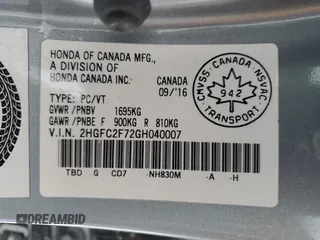 HONDA OF CANADA MFG.,
A DIVISION OF
HONDA CANADA INC.
CANADA
09/'16
TYPE: PC/VT
GVWR /PNBV 1695KG
GAWR /PNBE F 900KG R 810KG
V.I.N. 2HGFC2F72GH040007
TBD G CD7 -NH830M -A -H
CMVSS CANADA NSVAC
942
TRANSPORT
AUTOBIDMAID